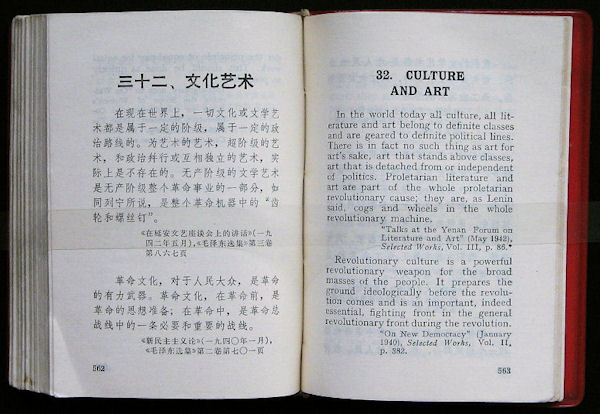 三十二、文化艺术
在现在世界上，一切文化或文学艺
术都是属于一定的阶级，属于一定的政
治路线的。为艺术的艺术，超阶级的艺
术，和政治并行或互相独立的艺术，实
际上是不存在的。无产阶级的文学艺术
是无产阶级整个革命事业的一部分，如
同列宁所说，是整个革命机器中的“齿
轮和螺丝钉”。
《在延安文艺座谈会上的讲话》（一九
四二年五月），《毛泽东选集》第三卷
第八六七页
革命文化，对于人民大众，是革命
的有力武器。革命文化，在革命前，是
革命的思想准备；在革命中，是革命总
战线中的一条必要和重要的战线。
《新民主主义论》（一九四〇年一月），
《毛泽东选集》第二卷第七〇一页
562
32. CULTURE
AND ART
In the world today all culture, all lit-
erature and art belong to definite classes
and are geared to definite political lines.
There is in fact no such thing as art for
art's sake, art that stands above classes,
art that is detached from or independent
of politics. Proletarian literature and
art are part of the whole proletarian
revolutionary cause; they are, as Lenin
said, cogs and wheels in the whole
revolutionary machine.
"Talks at the Yenan Forum on
Literature and Art" (May 1942),
Selected Works, Vol. III, p. 86.*
Revolutionary culture is a powerful
revolutionary weapon for the broad
masses of the people. It prepares the
ground ideologically before the revolu-
tion comes and is an important, indeed
essential, fighting front in the general
revolutionary front during the revolution.
"On New Democracy" (January
1940), Selected Works, Vol. II,
p. 382.
563